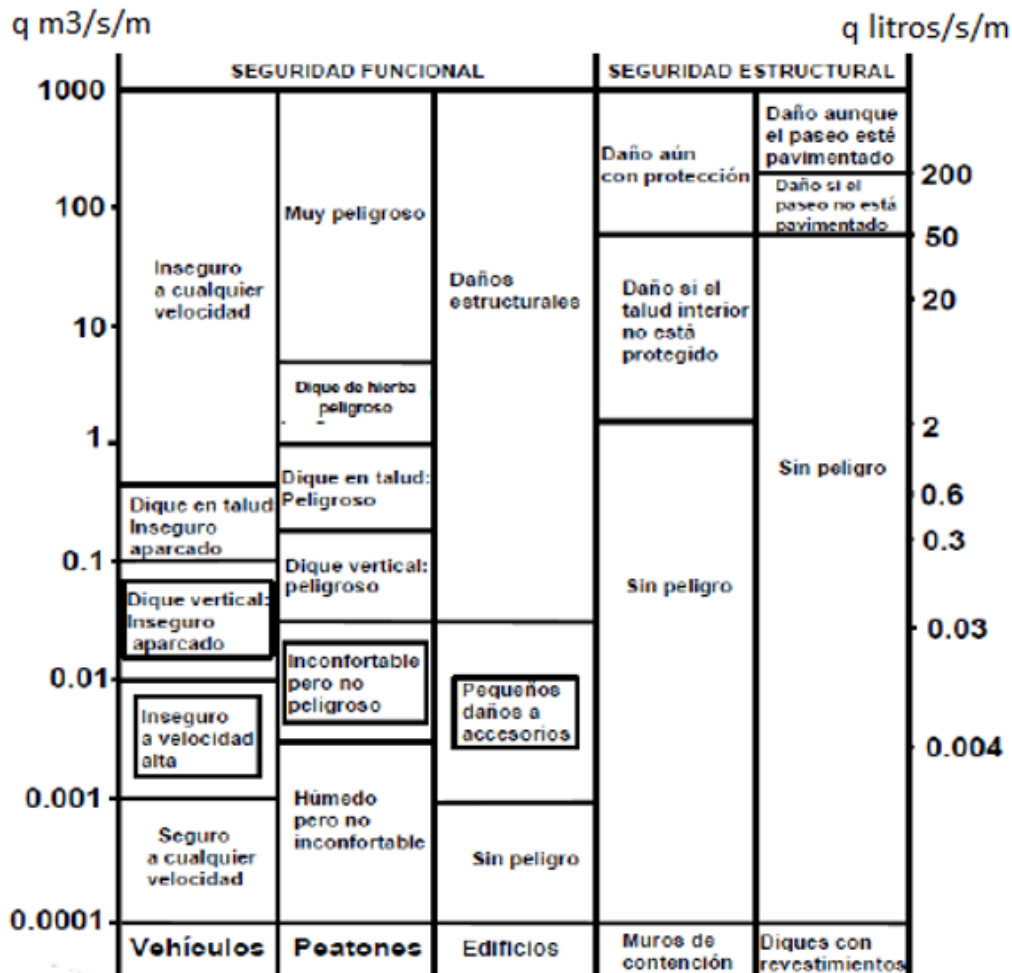 q m3/s/m
q litros/s/m
SEGURIDAD FUNCIONAL
SEGURIDAD ESTRUCTURAL
1000
100
10
1
0.1
0.01
0.001
0.0001
Inseguro
a cualquier
velocidad
Dique en talud:
Inseguro
aparcado
Dique vertical:
Inseguro
aparcado
Inseguro
a velocidad
alta
Seguro
a cualquier
velocidad
Vehículos
Muy peligroso
Dique de hierba
peligroso
Dique en talud:
Peligroso
Dique vertical:
peligroso
Inconfortable
pero no
peligroso
Húmedo
pero no
inconfortable
Peatones
Daños
estructurales
Pequeños
daños a
accesorios
Sin peligro
Edificios
Daño aún
con protección
Daño si el
talud interior
no está
protegido
Sin peligro
Muros de
contención
Daño aunque
el paseo esté
pavimentado
Daño si el
paseo no está
pavimentado
Sin peligro
Diques con
revestimientos
200
50
20
2
0.6
0.3
0.03
0.004